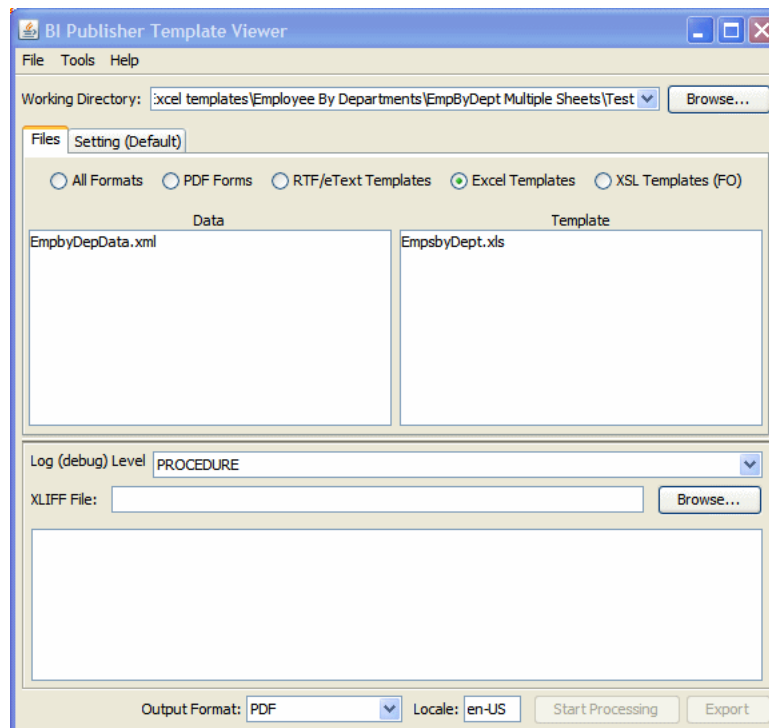 BI Publisher Template Viewer
File Tools Help
Working Directory: Excel templates\Employee By Departments\EmpByDept Multiple Sheets\Test Browse...
Files Setting (Default)
All Formats PDF Forms RTF/eText Templates Excel Templates XSL Templates (FO)
Data Template
EmpbyDepData.xml EmpsbyDept.xls
Log (debug) Level PROCEDURE
XLIFF File: Browse...
Output Format: PDF Locale: en-US Start Processing Export